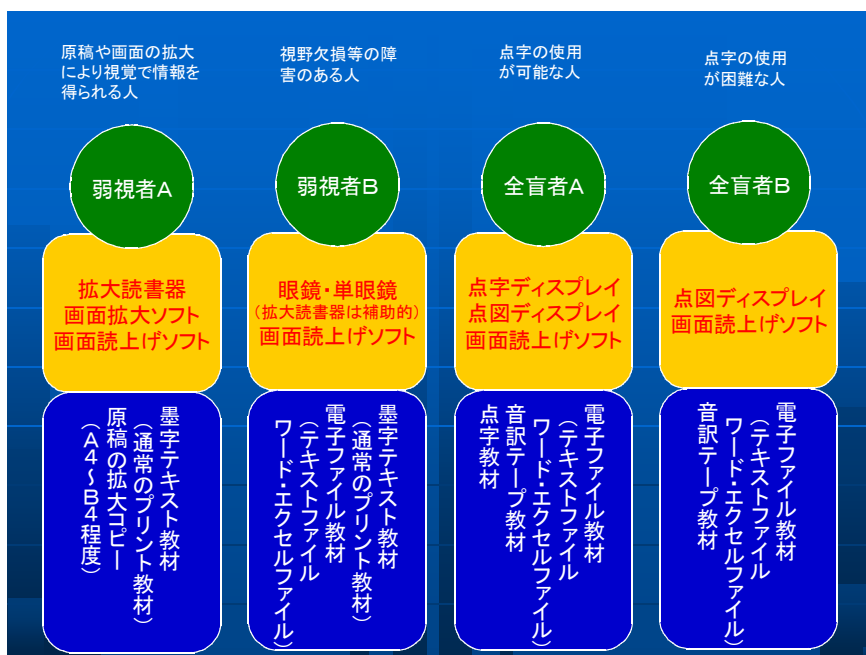 原稿や画面の拡大
により視覚で情報を
得られる人
視野欠損等の障
害のある人
点字の使用
が可能な人
点字の使用
が困難な人
弱視者A
弱視者B
全盲者A
全盲者B
拡大読書器
画面拡大ソフト
画面読上げソフト
眼鏡・単眼鏡
(拡大読書器は補助的)
画面読上げソフト
点字ディスプレイ
点図ディスプレイ
画面読上げソフト
点図ディスプレイ
画面読上げソフト
墨字テキスト教材
(通常のプリント教材)
原稿の拡大コピー
(A4~B4程度)
墨字テキスト教材
(通常のプリント教材)
電子ファイル教材
(テキストファイル
ワード・エクセルファイル)
電子ファイル教材
(テキストファイル
ワード・エクセルファイル)
音訳テープ教材
点字教材
電子ファイル教材
(テキストファイル
ワード・エクセルファイル)
音訳テープ教材